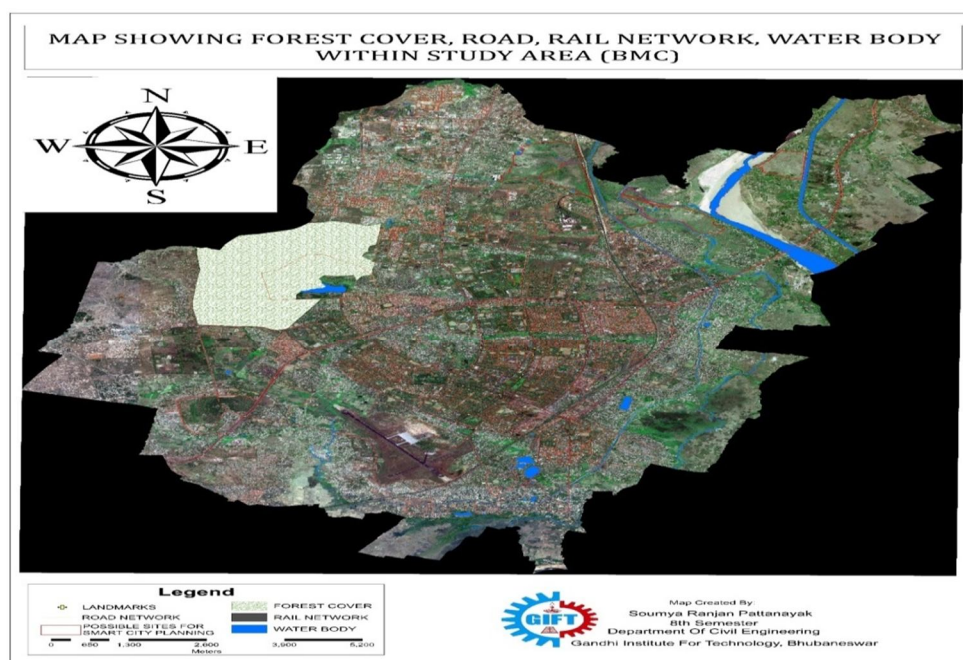 MAP SHOWING FOREST COVER, ROAD, RAIL NETWORK, WATER BODY
WITHIN STUDY AREA (BMC)
N
W
E
S
Legend
LANDMARKS
ROAD NETWORK
POSSIBLE SITES FOR
SMART CITY PLANNING
FOREST COVER
RAIL NETWORK
WATER BODY
0 650 1,300 2,600 3,900 5,200
Meters
GIFT
Map Created By:
Soumya Ranjan Pattanayak
8th Semester
Department Of Civil Engineering
Gandhi Institute For Technology, Bhubaneswar